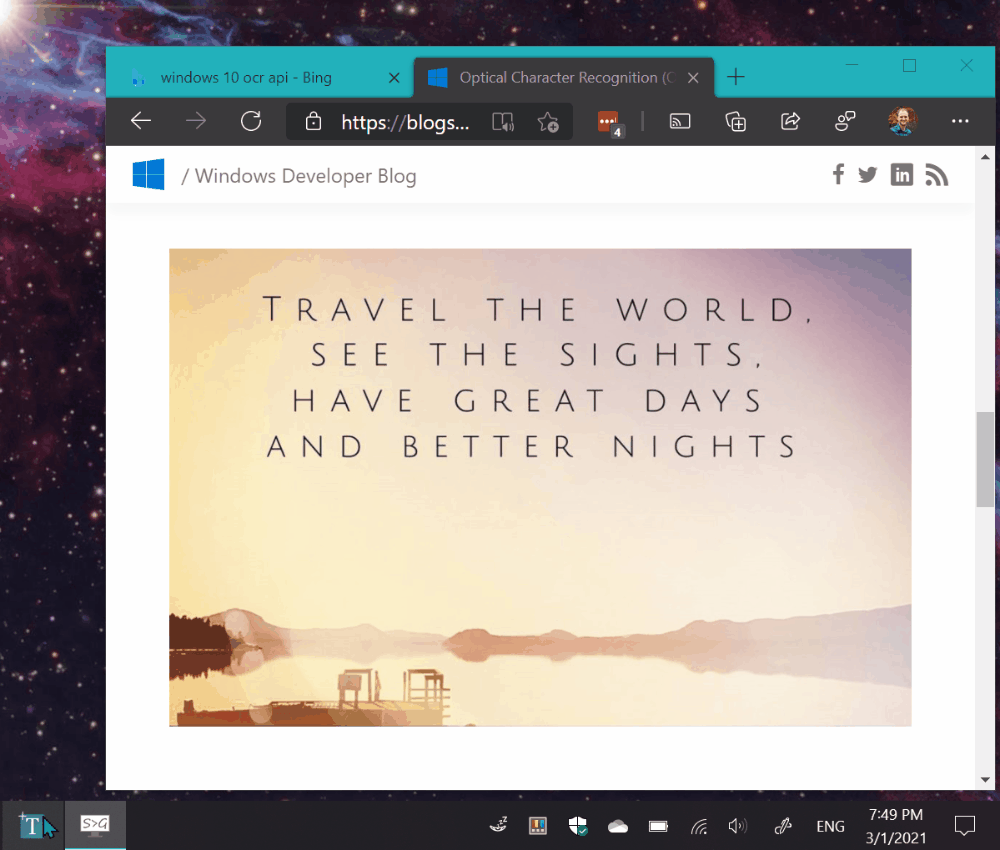 windows 10 ocr api - Bing
Optical Character Recognition (
https://blogs...
4
/ Windows Developer Blog
in
TRAVEL THE WORLD,
SEE THE SIGHTS,
HAVE GREAT DAYS
AND BETTER NIGHTS
T
S>G
ENG
7:49 PM
3/1/2021